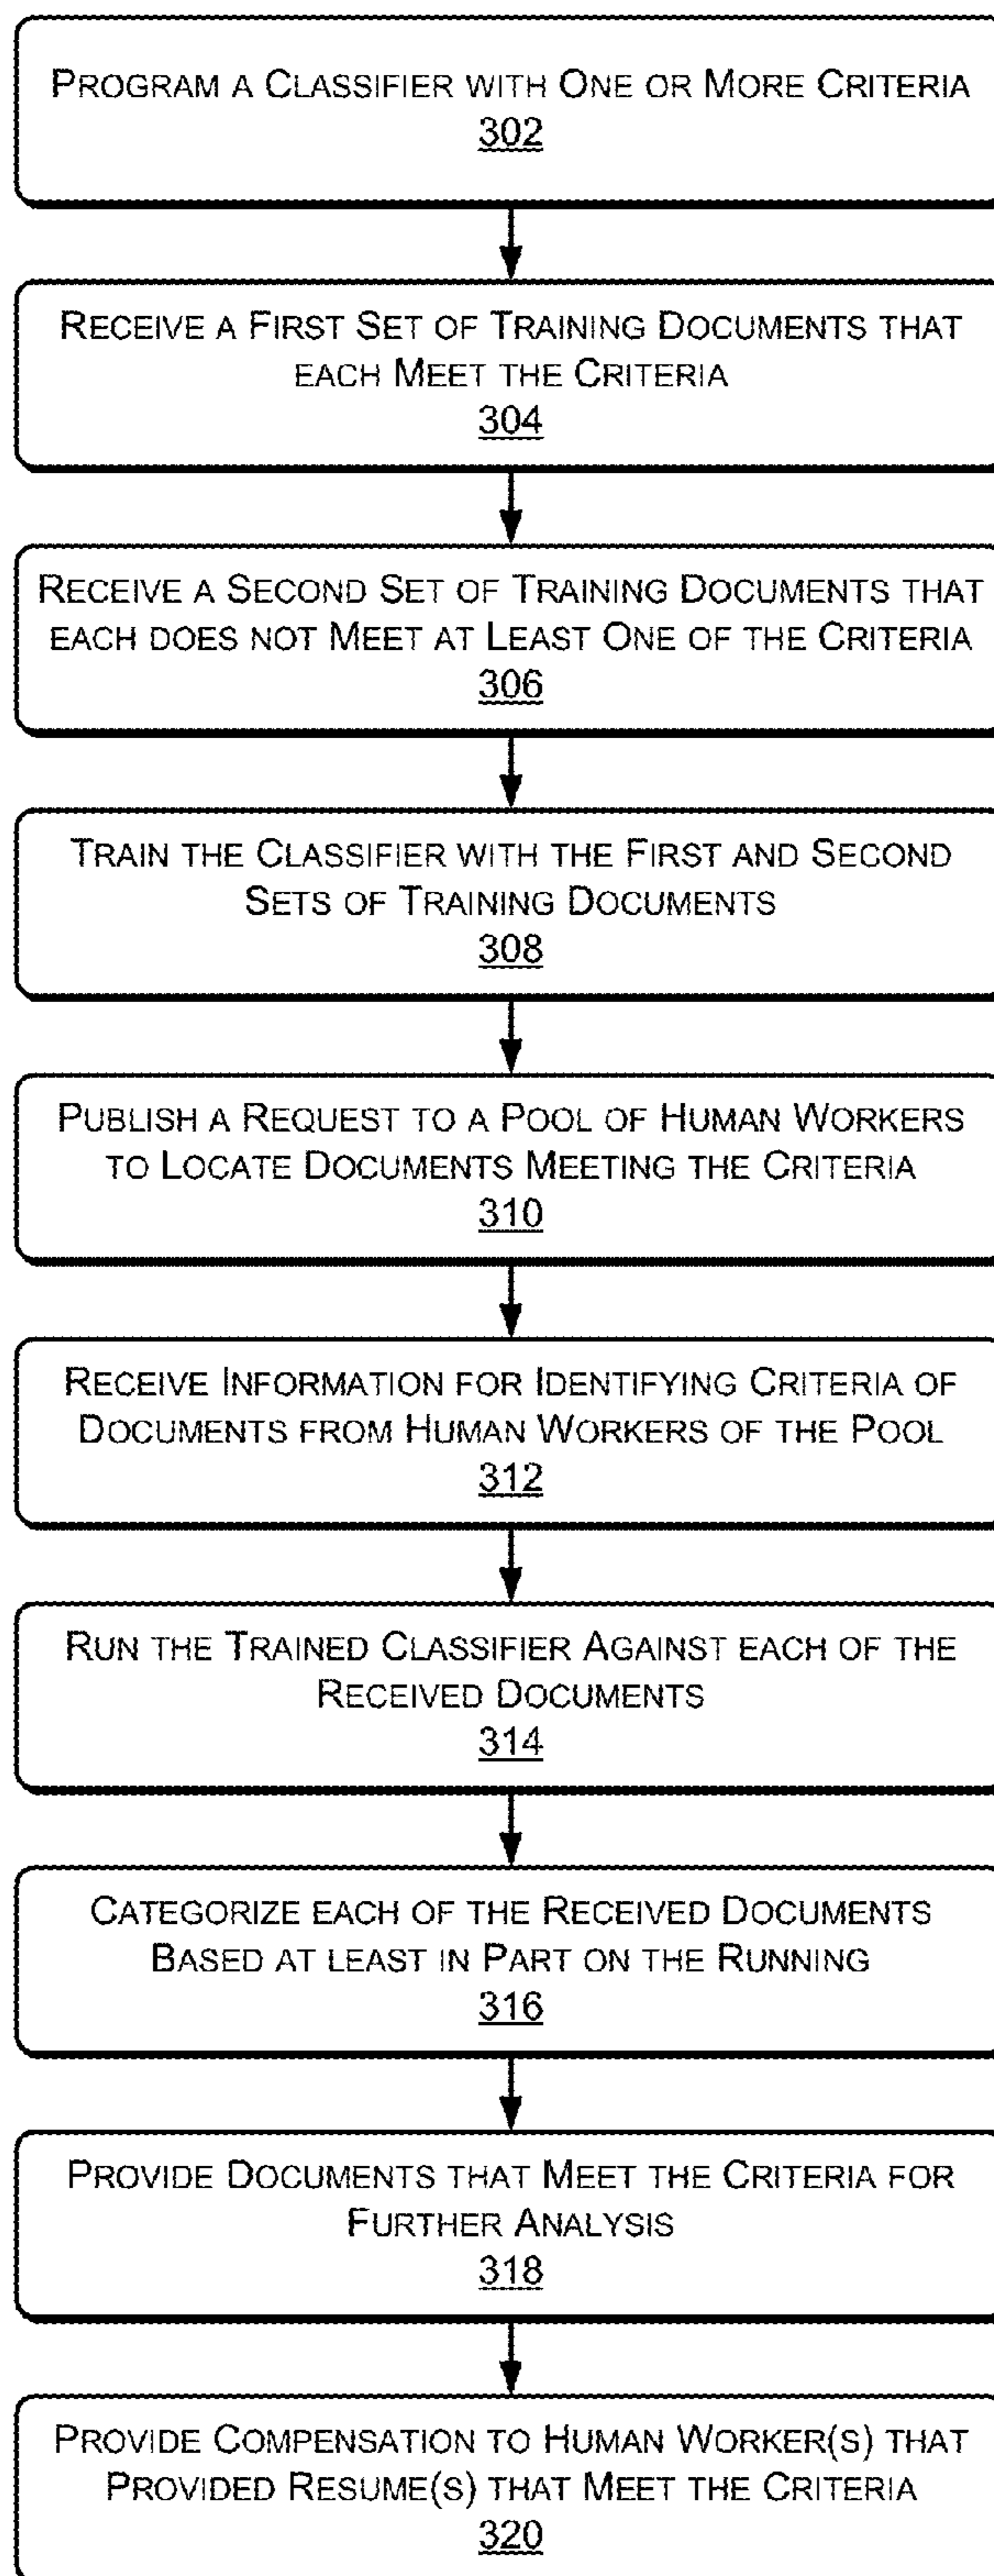 PROGRAM A CLASSIFIER WITH ONE OR MORE CRITERIA
302
RECEIVE A FIRST SET OF TRAINING DOCUMENTS THAT
EACH MEET THE CRITERIA
304
RECEIVE A SECOND SET OF TRAINING DOCUMENTS THAT
EACH DOES NOT MEET AT LEAST ONE OF THE CRITERIA
306
TRAIN THE CLASSIFIER WITH THE FIRST AND SECOND
SETS OF TRAINING DOCUMENTS
308
PUBLISH A REQUEST TO A POOL OF HUMAN WORKERS
TO LOCATE DOCUMENTS MEETING THE CRITERIA
310
RECEIVE INFORMATION FOR IDENTIFYING CRITERIA OF
DOCUMENTS FROM HUMAN WORKERS OF THE POOL
312
RUN THE TRAINED CLASSIFIER AGAINST EACH OF THE
RECEIVED DOCUMENTS
314
CATEGORIZE EACH OF THE RECEIVED DOCUMENTS
BASED AT LEAST IN PART ON THE RUNNING
316
PROVIDE DOCUMENTS THAT MEET THE CRITERIA FOR
FURTHER ANALYSIS
318
PROVIDE COMPENSATION TO HUMAN WORKER(S) THAT
PROVIDED RESUME(S) THAT MEET THE CRITERIA
320